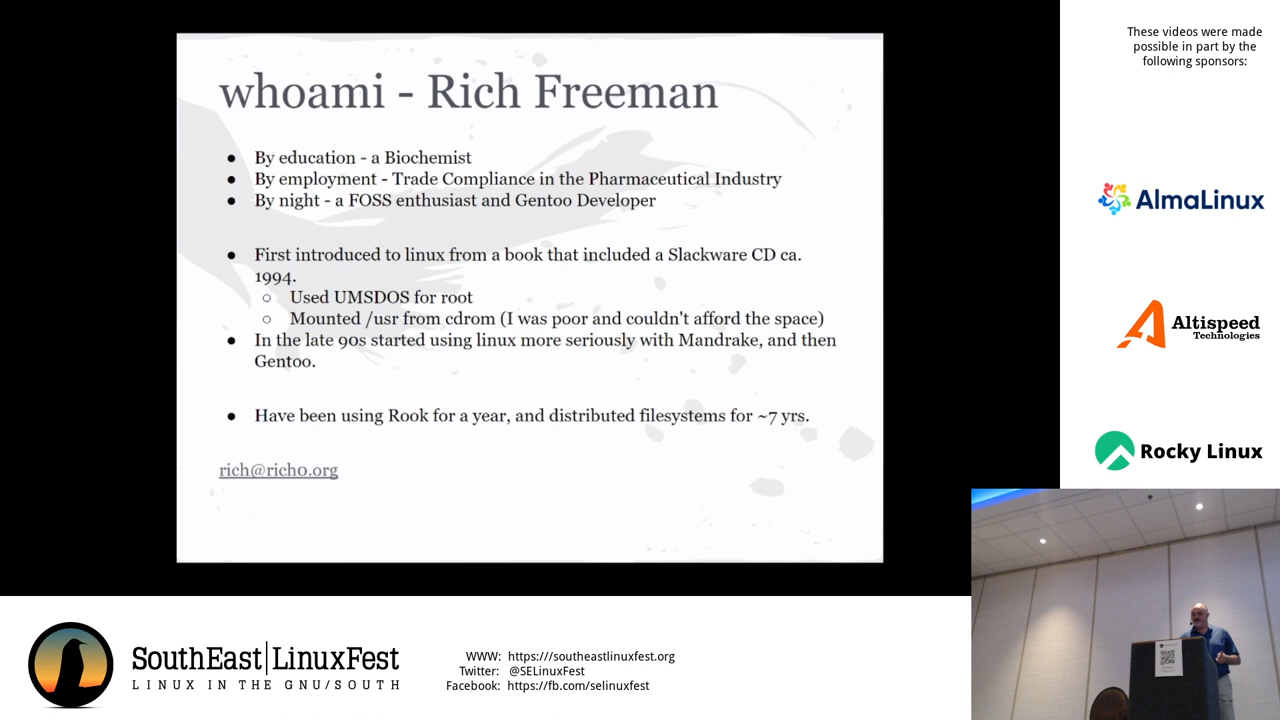 whoami - Rich Freeman
● By education - a Biochemist
● By employment - Trade Compliance in the Pharmaceutical Industry
● By night - a FOSS enthusiast and Gentoo Developer
● First introduced to linux from a book that included a Slackware CD ca.
1994.
○ Used UMSDOS for root
○ Mounted /usr from cdrom (I was poor and couldn't afford the space)
● In the late 90s started using linux more seriously with Mandrake, and then
Gentoo.
● Have been using Rook for a year, and distributed filesystems for ~7 yrs.
rich@rich0.org
These videos were made
possible in part by the
following sponsors:
AlmaLinux
Altispeed
Technologies
Rocky Linux
SouthEast|LinuxFest
LINUX IN THE GNU/SOUTH
WWW: https://southeastlinuxfest.org
Twitter: @SELinuxFest
Facebook: https://fb.com/selinuxfest